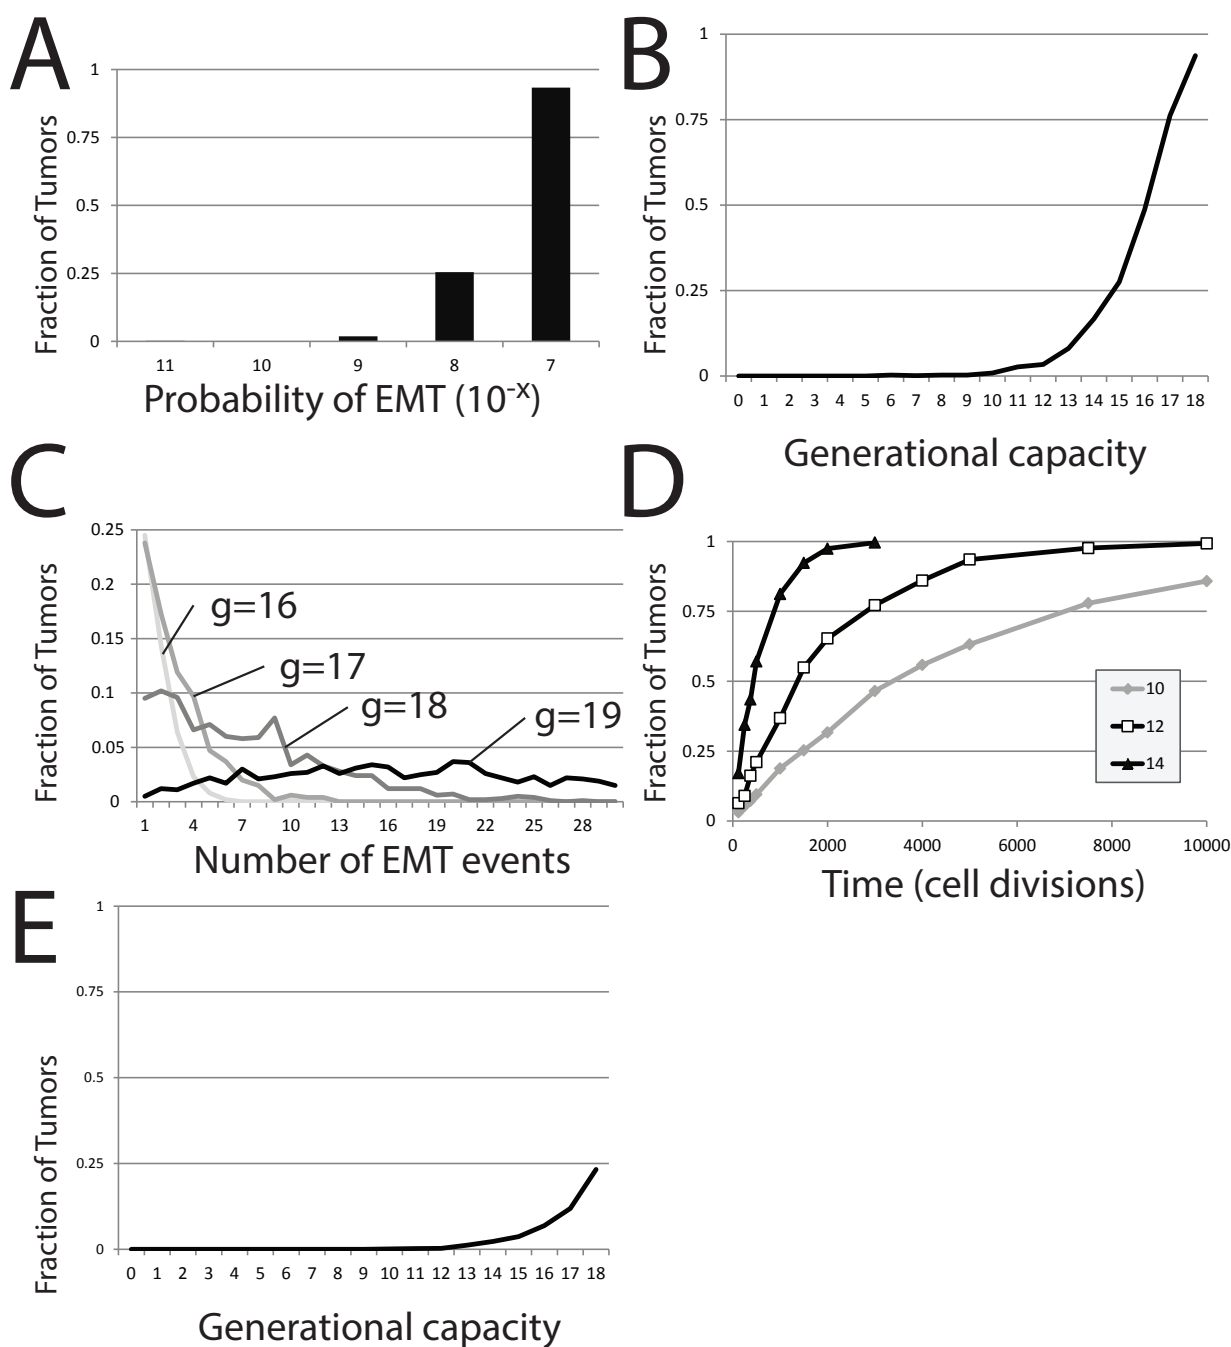 A
Fraction of Tumors
1
0.75
0.5
0.25
0
11 10 9 8 7
Probability of EMT (10-x)
B
Fraction of Tumors
1
0.75
0.5
0.25
0
0 1 2 3 4 5 6 7 8 9 10 11 12 13 14 15 16 17 18
Generational capacity
C
Fraction of Tumors
0.25
0.2
0.15
0.1
0.05
0
g=16
g=17
g=18
g=19
1 4 7 10 13 16 19 22 25 28
Number of EMT events
D
Fraction of Tumors
1
0.75
0.5
0.25
0
10
12
14
0 2000 4000 6000 8000 10000
Time (cell divisions)
E
Fraction of Tumors
1
0.75
0.5
0.25
0
0 1 2 3 4 5 6 7 8 9 10 11 12 13 14 15 16 17 18
Generational capacity